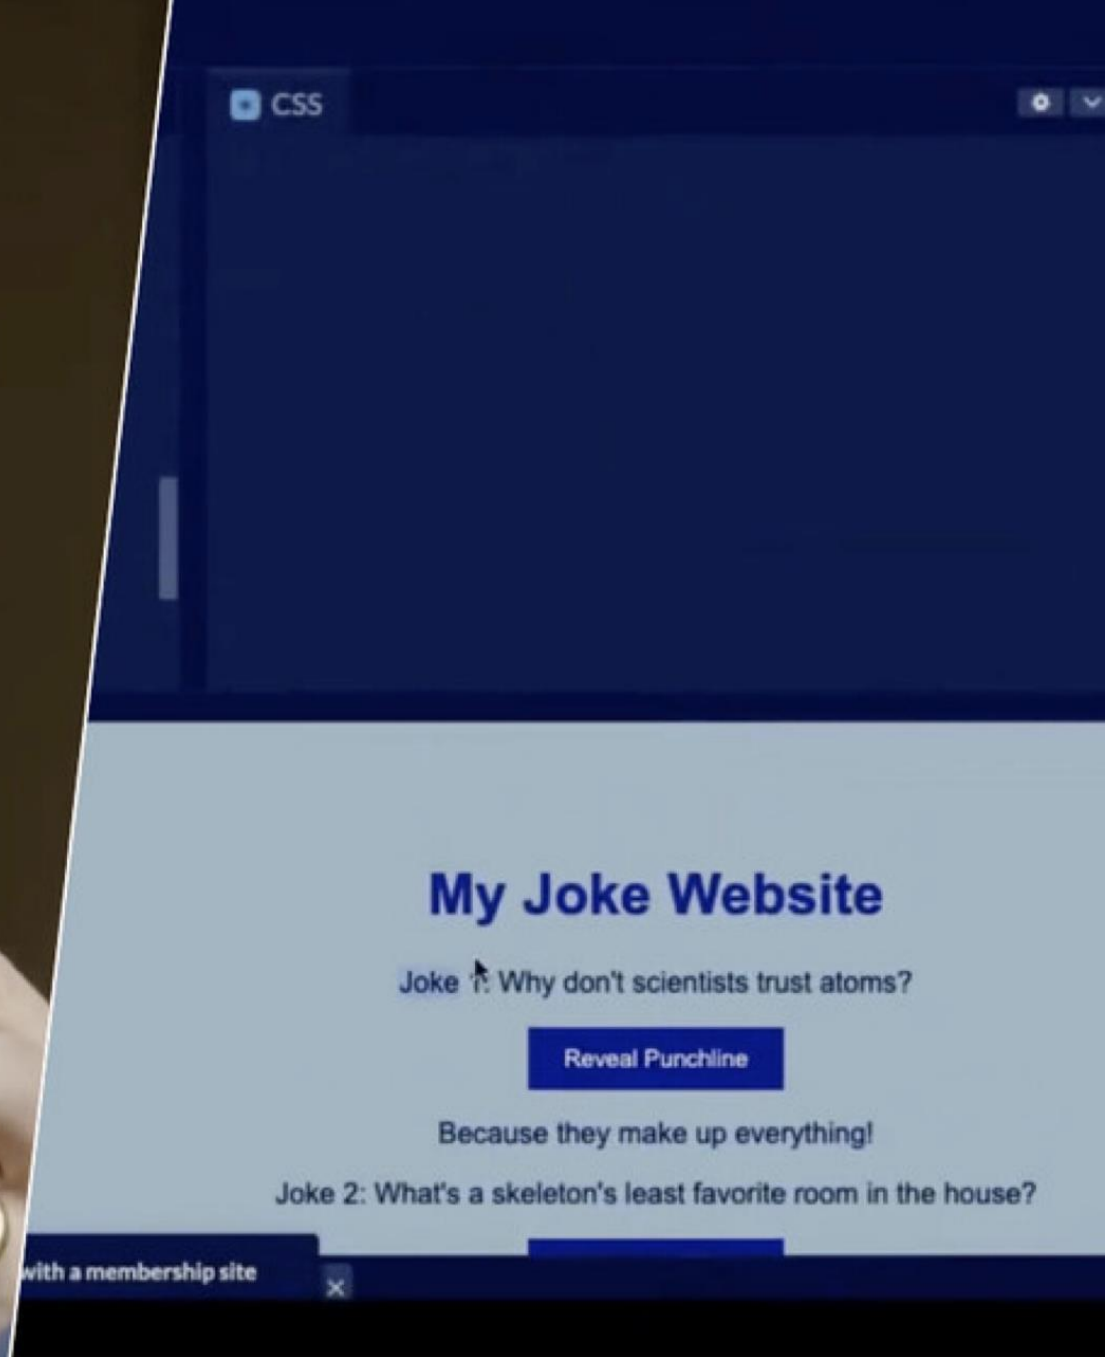 CSS
My Joke Website
Joke 1: Why don't scientists trust atoms?
Reveal Punchline
Because they make up everything!
Joke 2: What's a skeleton's least favorite room in the house?
with a membership site